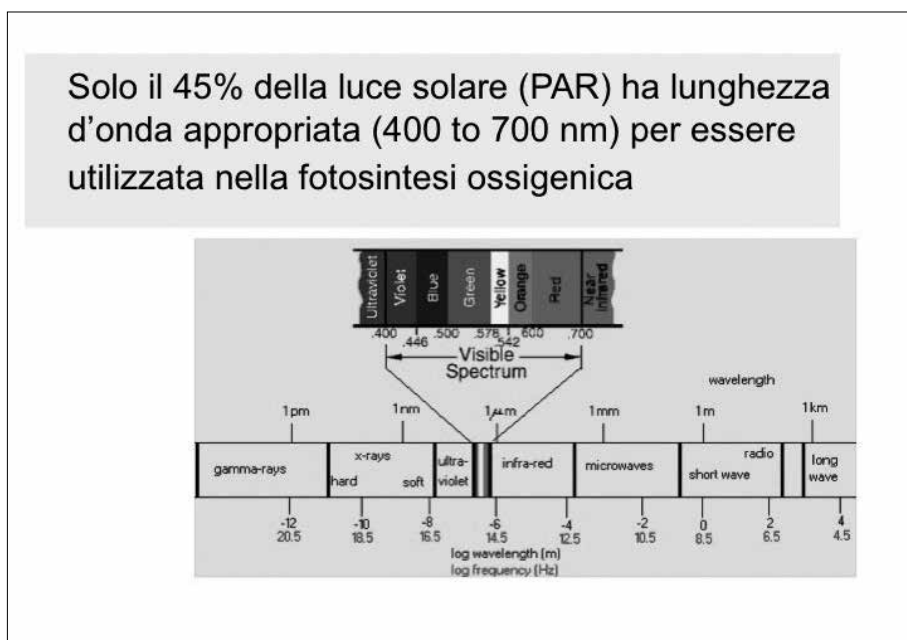 Solo il 45% della luce solare (PAR) ha lunghezza
d'onda appropriata (400 to 700 nm) per essere
utilizzata nella fotosintesi ossigenica
Ultraviolet Violet Blue Green Yellow Orange Red Near Infrared
.400 .446 .500 .578 .542 600 .700
Visible
Spectrum
wavelength
1pm 1nm 1μm 1mm 1m 1km
gamma-rays x-rays hard soft ultra-violet infra-red microwaves radio short wave long wave
-12 -10 -8 -6 -4 -2 0 2 4
20.5 18.5 16.5 14.5 12.5 10.5 8.5 6.5 4.5
log wavelength (m)
log frequency (Hz)